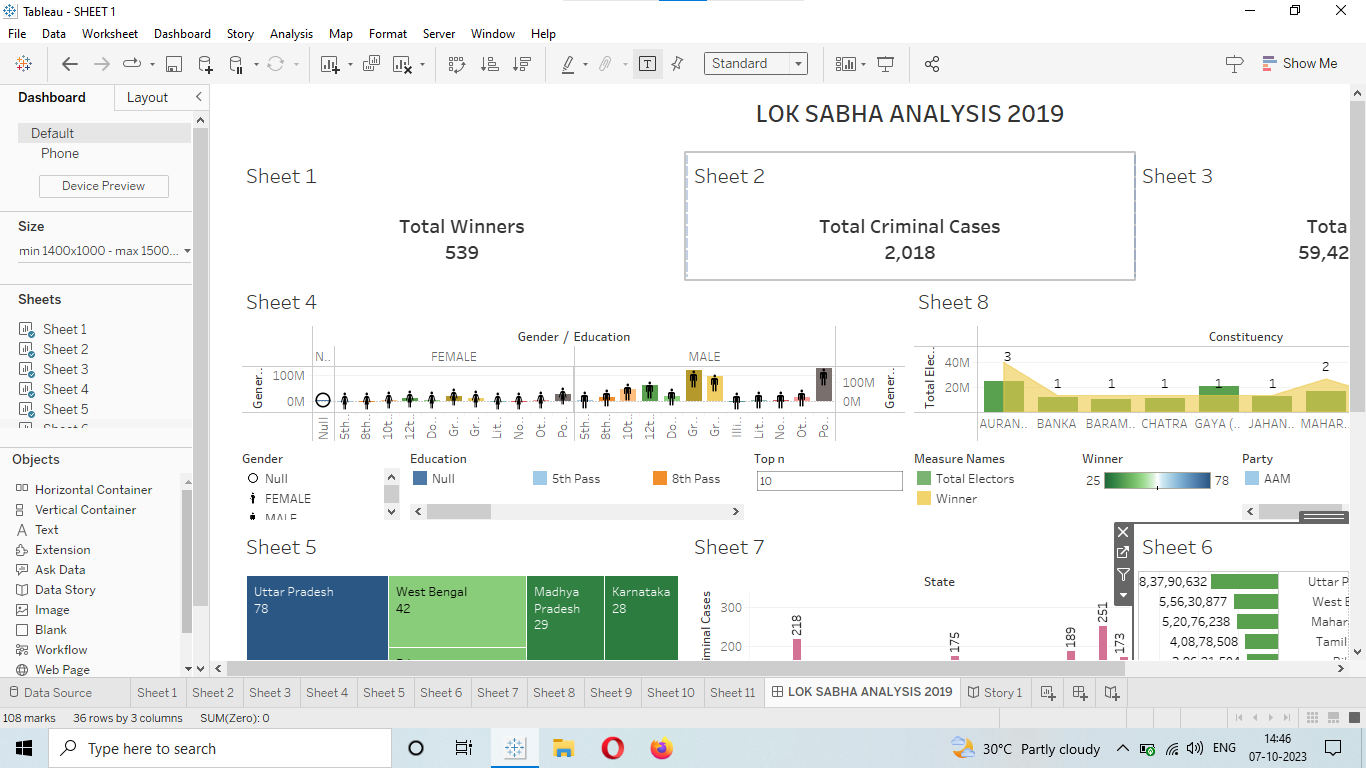 Tableau - SHEET 1
File Data Worksheet Dashboard Story Analysis Map Format Server Window Help
Standard
Show Me
Dashboard Layout
Default
Phone
Device Preview
Size
min 1400x1000 - max 1500...
Sheets
Sheet 1
Sheet 2
Sheet 3
Sheet 4
Sheet 5
Objects
Horizontal Container
Vertical Container
Text
Extension
Ask Data
Data Story
Image
Blank
Workflow
Web Page
LOK SABHA ANALYSIS 2019
Sheet 1
Total Winners
539
Sheet 2
Total Criminal Cases
2,018
Sheet 3
Tota
59,42
Sheet 4
Gender / Education
N.. FEMALE MALE
Gener..
100M
0M
100M
0M
Gener..
Null 5th.. 8th.. 10t.. 12t.. Do.. Gr.. Gr.. Lit.. No.. Ot.. Po.. 5th.. 8th.. 10t.. 12t.. Do.. Gr.. Gr.. Illi.. Lit.. No.. Ot.. Po..
Sheet 8
Constituency
Total Elec..
40M
20M
3 1 1 1 1 1 2
AURAN.. BANKA BARAM.. CHATRA GAYA (.. JAHAN.. MAHAR..
Gender
Null
FEMALE
MALE
Education
Null 5th Pass 8th Pass
Top n
10
Measure Names
Total Electors
Winner
Winner
25 78
Party
AAM
Sheet 5
Uttar Pradesh
78
West Bengal
42
Madhya
Pradesh
29
Karnataka
28
Sheet 7
State
minal Cases
300
200
218 175 189 251 173
Sheet 6
8,37,90,632 Uttar P
5,56,30,877 West B
5,20,76,238 Mahar
4,08,78,508 Tamil
Data Source Sheet 1 Sheet 2 Sheet 3 Sheet 4 Sheet 5 Sheet 6 Sheet 7 Sheet 8 Sheet 9 Sheet 10 Sheet 11 LOK SABHA ANALYSIS 2019 Story 1
108 marks 36 rows by 3 columns SUM(Zero): 0
Type here to search
30°C Partly cloudy
ENG
14:46
07-10-2023